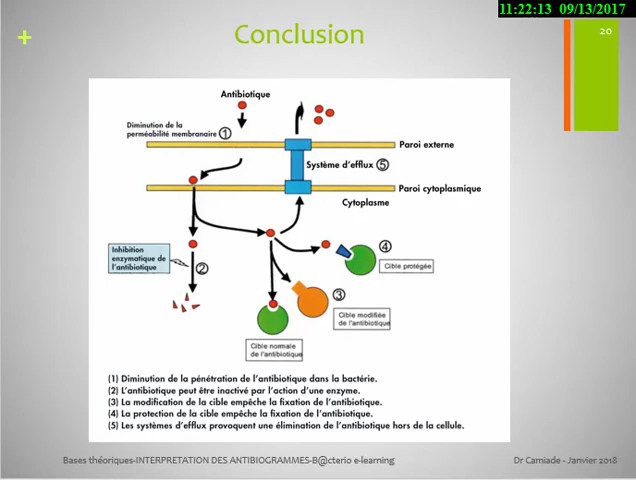 11:22:13 09/13/2017
20
+
Conclusion
Antibiotique
Diminution de la
perméabilité membranaire 1
Paroi externe
Système d'efflux 5
Paroi cytoplasmique
Cytoplasme
Inhibition
enzymatique de
l'antibiotique
2
4
Cible protégée
3
Cible modifiée
de l'antibiotique
Cible normale
de l'antibiotique
(1) Diminution de la pénétration de l'antibiotique dans la bactérie.
(2) L'antibiotique peut être inactivé par l'action d'une enzyme.
(3) La modification de la cible empêche la fixation de l'antibiotique.
(4) La protection de la cible empêche la fixation de l'antibiotique.
(5) Les systèmes d'efflux provoquent une élimination de l'antibiotique hors de la cellule.
Bases théoriques-INTERPRETATION DES ANTIBIOGRAMMES-B@cterio e-learning
Dr Camiade - Janvier 2018